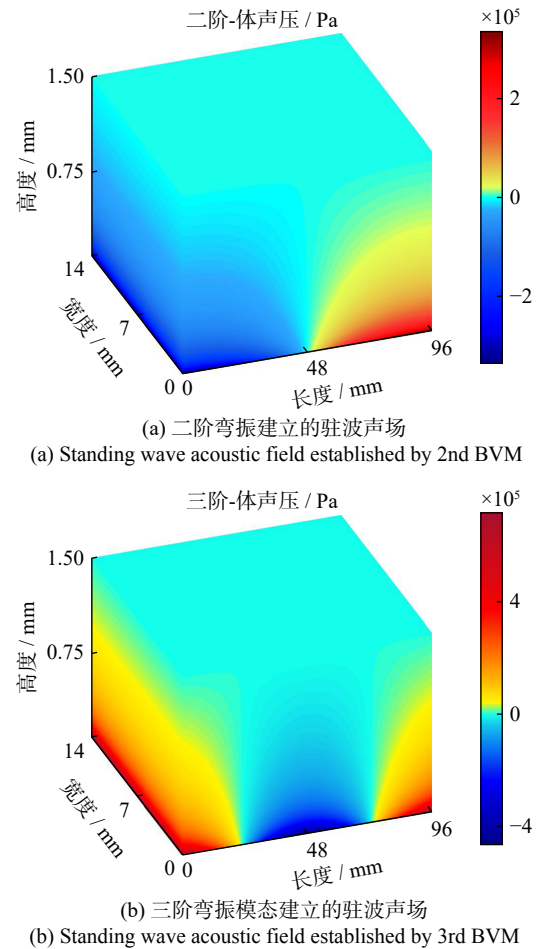 二阶-体声压 / Pa
×10⁵
1.50
2
高度 / mm
0.75
0
14
−2
宽度 / mm
7
96
48
0 0
长度 / mm
(a) 二阶弯振建立的驻波声场
(a) Standing wave acoustic field established by 2nd BVM
三阶-体声压 / Pa
×10⁵
1.50
4
高度 / mm
0.75
0
14
宽度 / mm
7
−4
96
48
0 0
长度 / mm
(b) 三阶弯振模态建立的驻波声场
(b) Standing wave acoustic field established by 3rd BVM